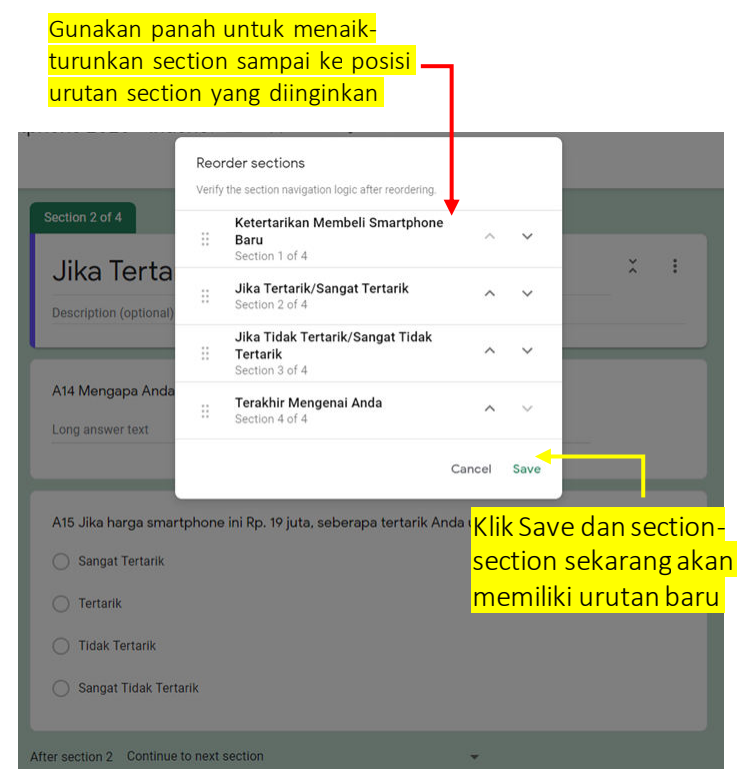 Gunakan panah untuk menaik-
turunkan section sampai ke posisi
urutan section yang diinginkan
Reorder sections
Verify the section navigation logic after reordering.
Ketertarikan Membeli Smartphone
Baru
Section 1 of 4
Jika Tertarik/Sangat Tertarik
Section 2 of 4
Jika Tidak Tertarik/Sangat Tidak
Tertarik
Section 3 of 4
Terakhir Mengenai Anda
Section 4 of 4
Cancel Save
Section 2 of 4
Jika Terta
Description (optional)
A14 Mengapa Anda
Long answer text
A15 Jika harga smartphone ini Rp. 19 juta, seberapa tertarik Anda
Klik Save dan section-
section sekarang akan
memiliki urutan baru
Sangat Tertarik
Tertarik
Tidak Tertarik
Sangat Tidak Tertarik
After section 2 Continue to next section